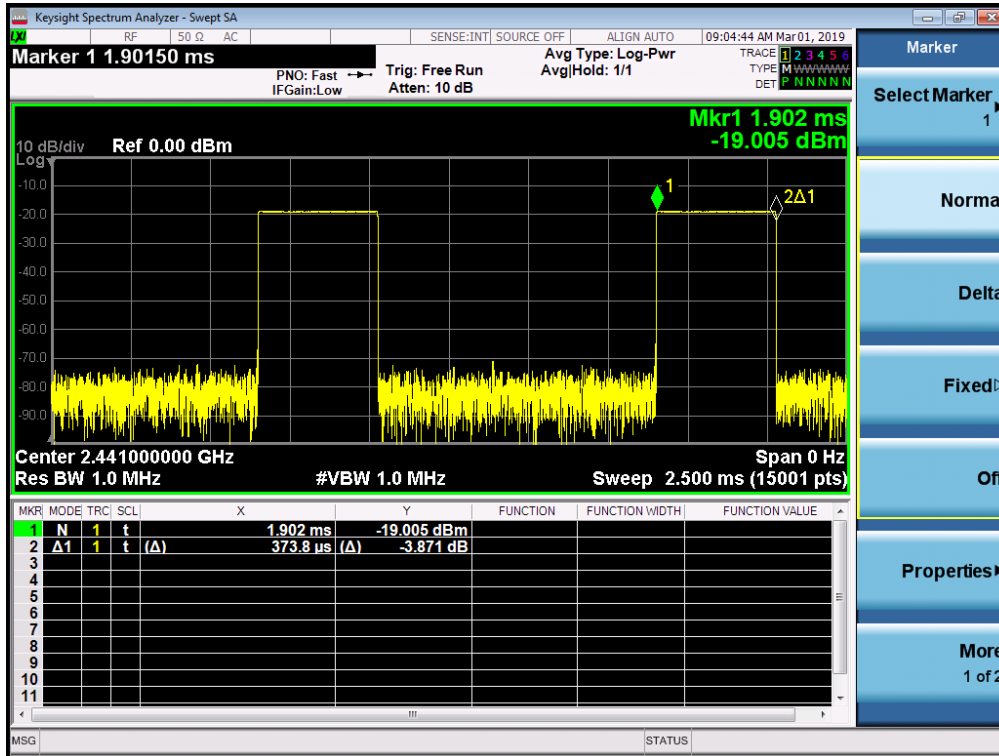 Keysight Spectrum Analyzer - Swept SA
LXI RF 50 Ω AC SENSE:INT SOURCE OFF ALIGN AUTO 09:04:44 AM Mar 01, 2019
Marker 1 1.90150 ms
PNO: Fast
IFGain:Low
Trig: Free Run
Atten: 10 dB
Avg Type: Log-Pwr
Avg|Hold: 1/1
TRACE 1 2 3 4 5 6
TYPE M W W W W W
DET P N N N N N
Mkr1 1.902 ms
-19.005 dBm
10 dB/div Ref 0.00 dBm
Log
-10.0
-20.0
-30.0
-40.0
-50.0
-60.0
-70.0
-80.0
-90.0
1
2Δ1
Center 2.441000000 GHz Span 0 Hz
Res BW 1.0 MHz #VBW 1.0 MHz Sweep 2.500 ms (15001 pts)
MKR MODE TRC SCL X Y FUNCTION FUNCTION WIDTH FUNCTION VALUE
1 N 1 t 1.902 ms -19.005 dBm
2 Δ1 1 t (Δ) 373.8 µs (Δ) -3.871 dB
3
4
5
6
7
8
9
10
11
MSG STATUS
Marker
Select Marker
1
Norma
Delta
Fixed
Off
Properties
More
1 of 2